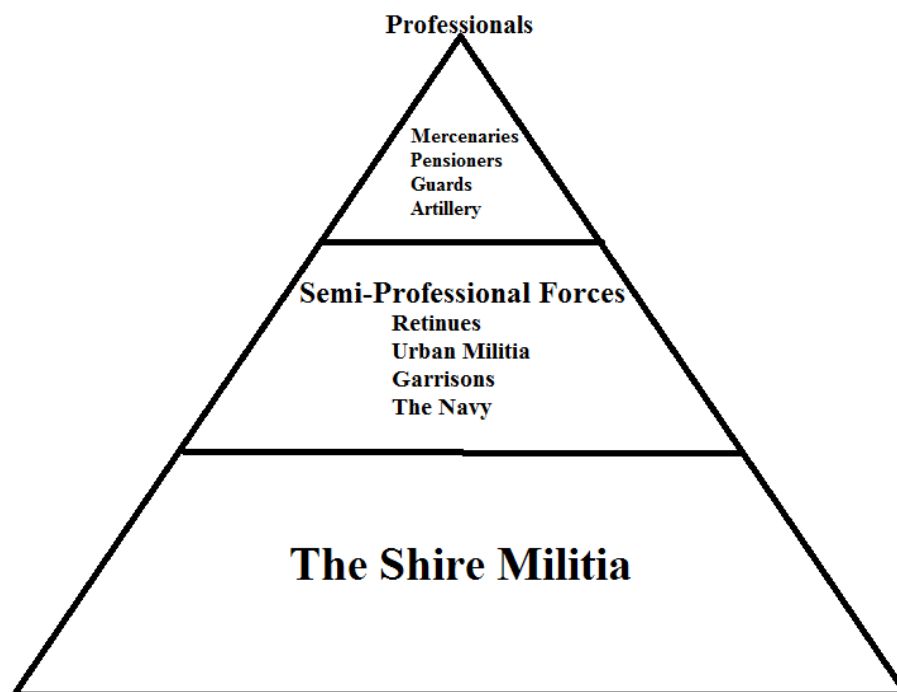 Professionals
Mercenaries
Pensioners
Guards
Artillery
Semi-Professional Forces
Retinues
Urban Militia
Garrisons
The Navy
The Shire Militia